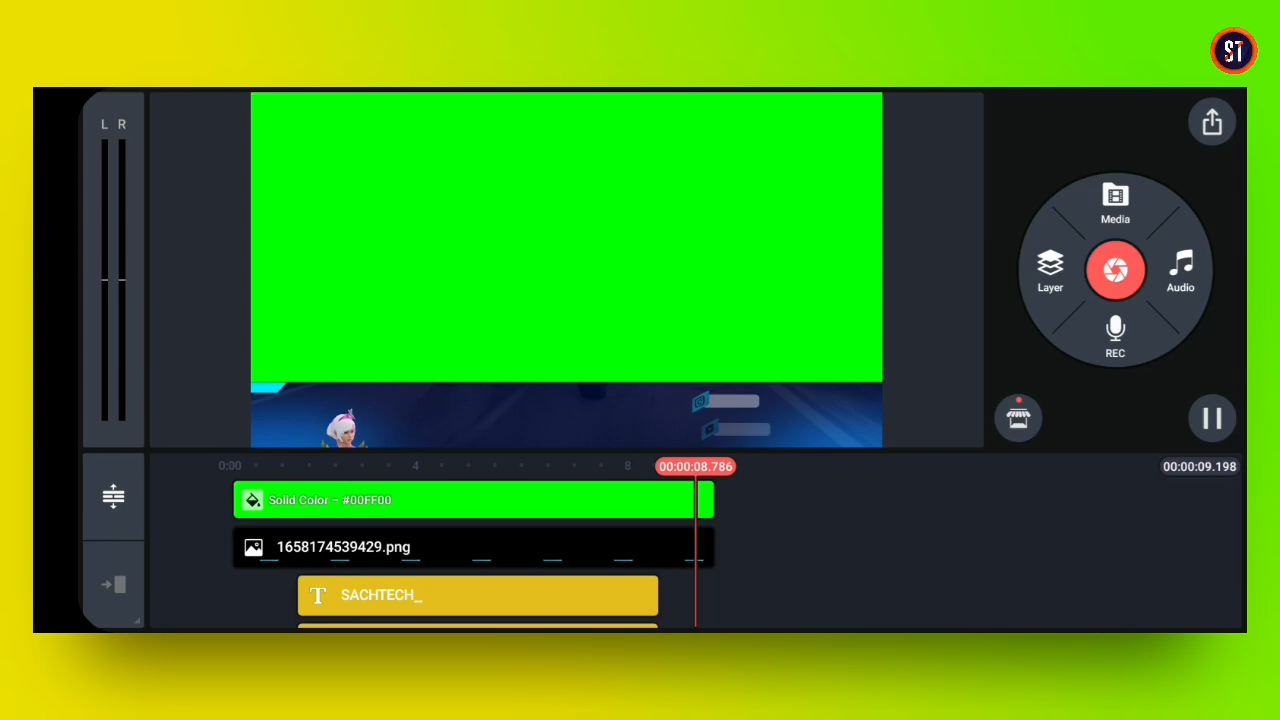 ST
L R
Media
Layer
Audio
REC
0:00 4 8 00:00:08.786 00:00:09.198
Solid Color – #00FF00
1658174539429.png
T SACHTECH_